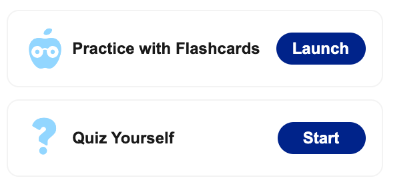 Practice with Flashcards Launch
Quiz Yourself Start